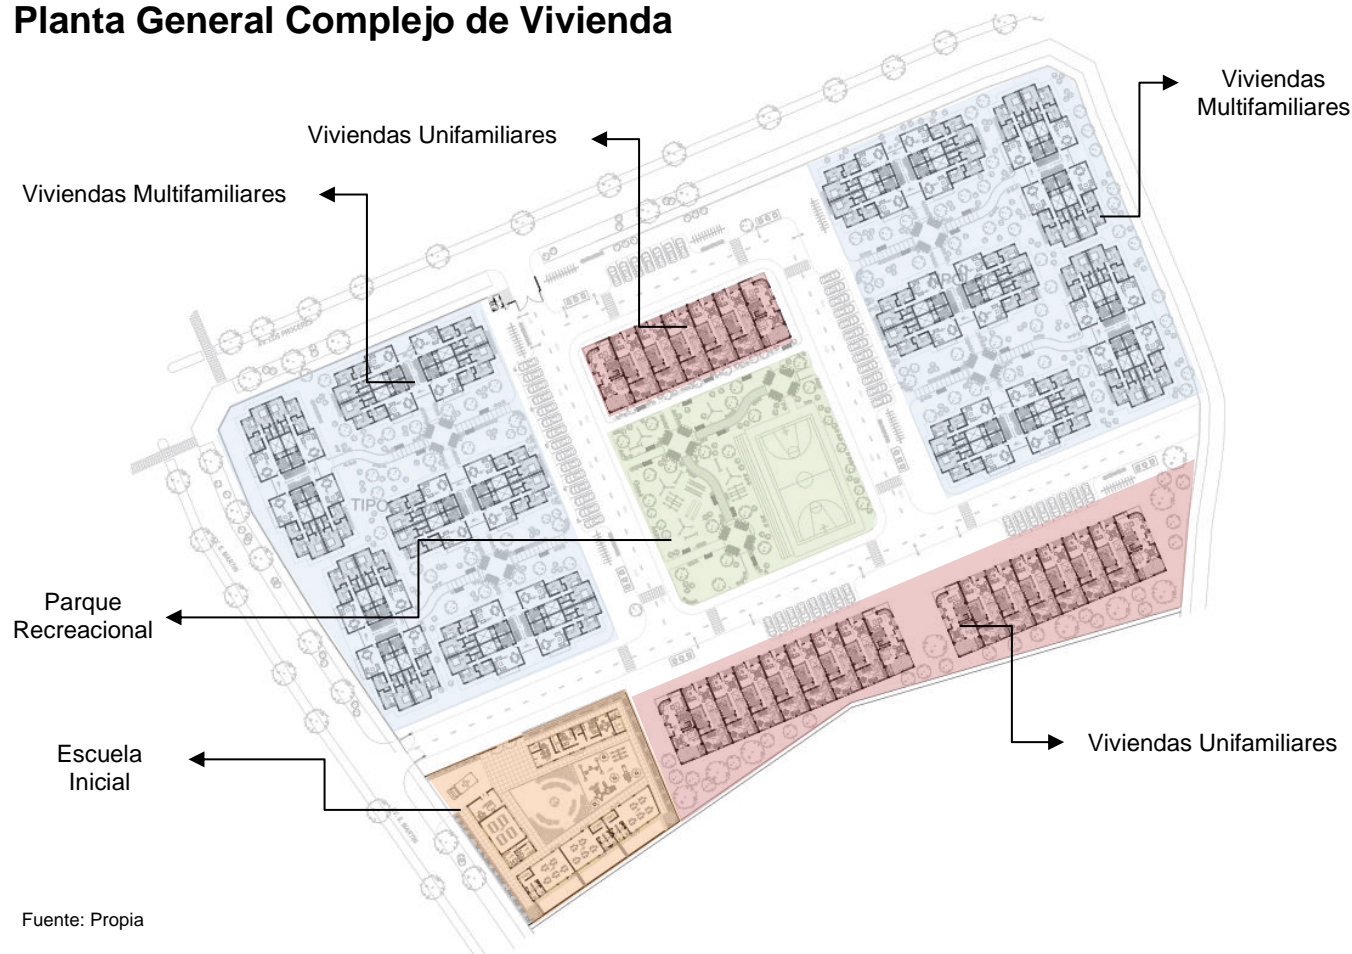 Planta General Complejo de Vivienda
Viviendas
Multifamiliares
Viviendas Unifamiliares
Viviendas Multifamiliares
TIPO
Parque
Recreacional
Escuela
Inicial
Viviendas Unifamiliares
Fuente: Propia